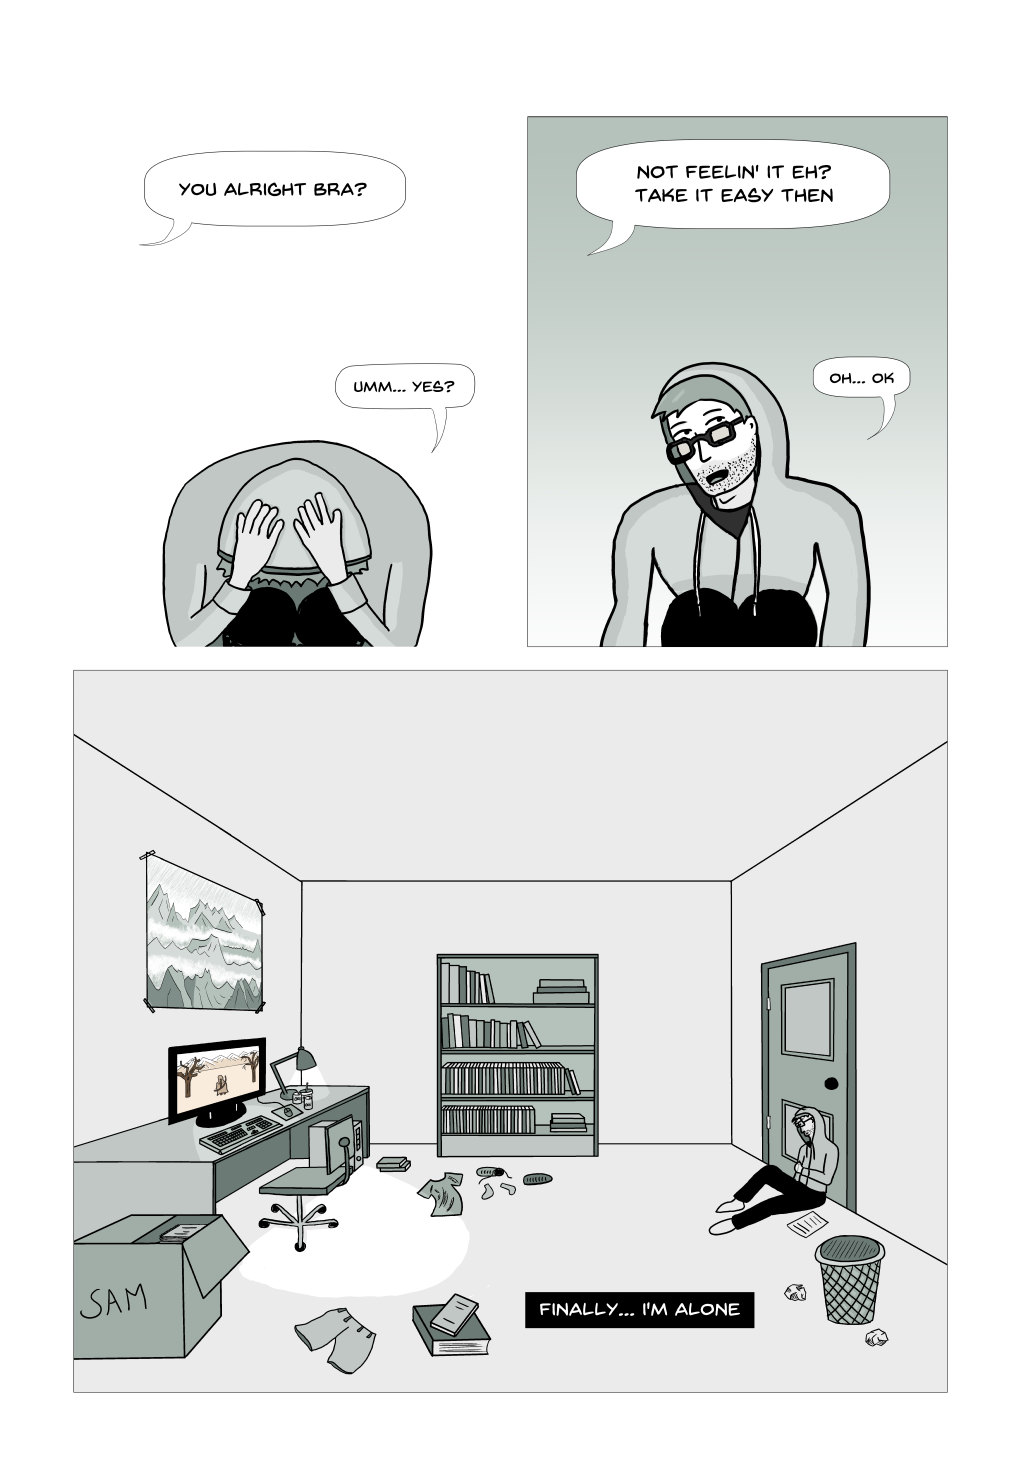 YOU ALRIGHT BRA?
UMM... YES?
NOT FEELIN' IT EH?
TAKE IT EASY THEN
OH... OK
SAM
FINALLY... I'M ALONE